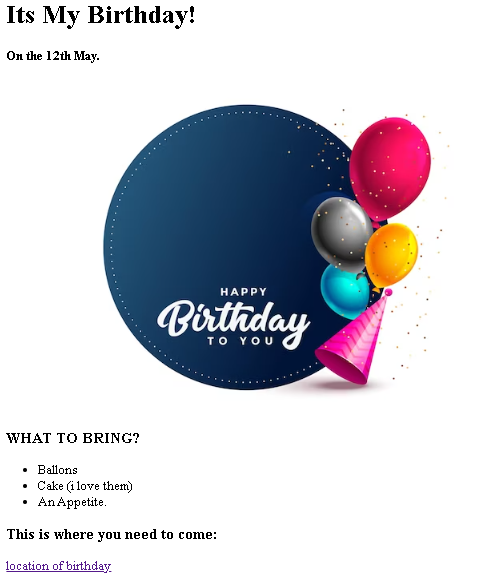 Its My Birthday!
On the 12th May.
HAPPY
Birthday
TO YOU
WHAT TO BRING?
Ballons
Cake (i love them)
An Appetite.
This is where you need to come:
location of birthday